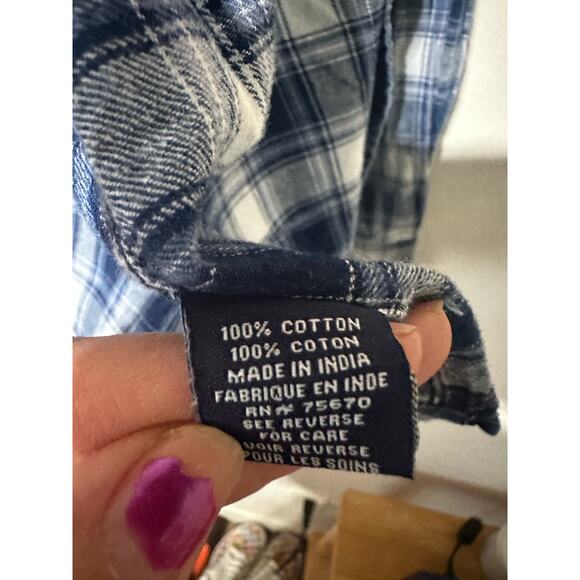 100% COTTON
100% COTON
MADE IN INDIA
FABRIQUE EN INDE
RN# 75670
SEE REVERSE
FOR CARE
VOIR REVERSE
POUR LES SOINS